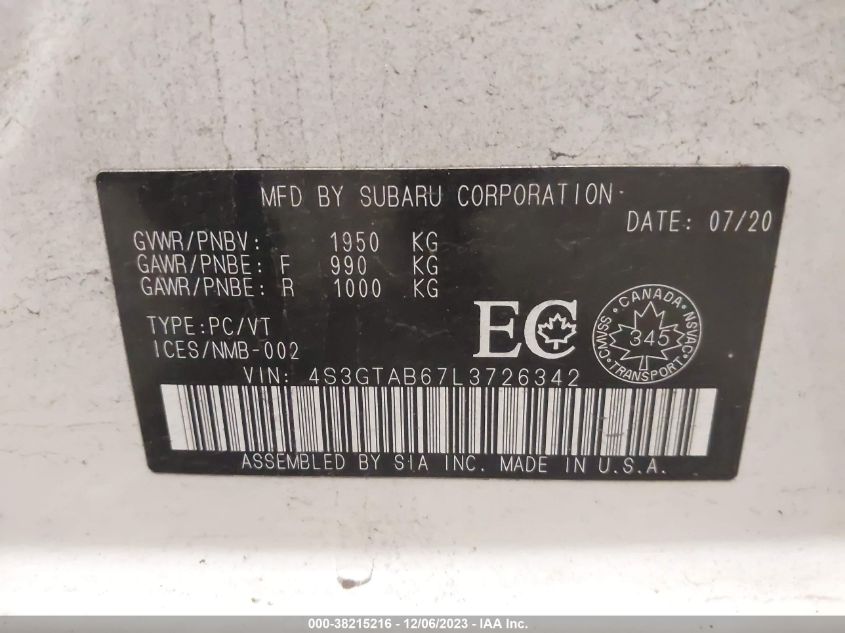 MFD BY SUBARU CORPORATION
DATE: 07/20
GVWR/PNBV: 1950 KG
GAWR/PNBE: F 990 KG
GAWR/PNBE: R 1000 KG
TYPE:PC/VT
ICES/NMB-002
EC
CANADA
CMVSS 345 NSVAC
TRANSPORT
VIN: 4S3GTAB67L3726342
ASSEMBLED BY SIA INC. MADE IN U.S.A.
000-38215216 - 12/06/2023 - IAA Inc.